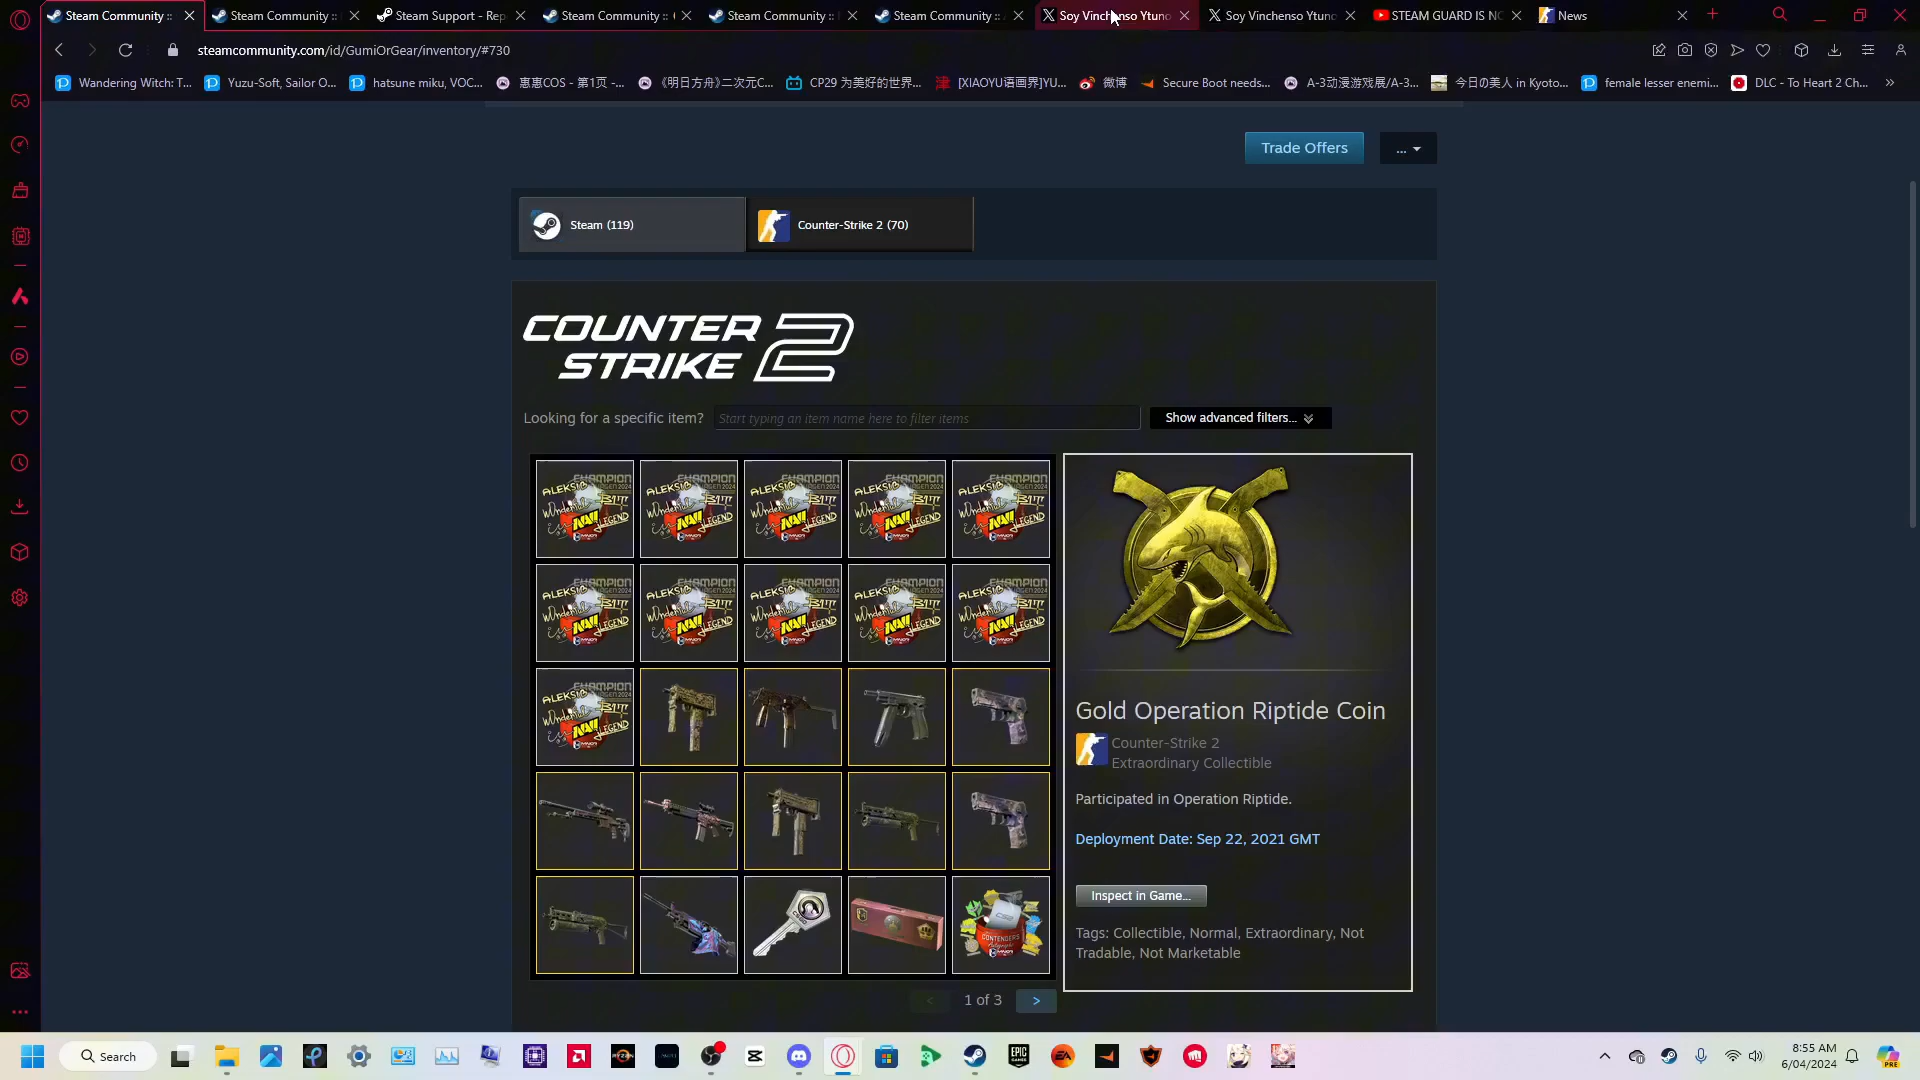 Steam Community ::
Steam Community ::
Steam Support - Rep
Steam Community ::
Steam Community ::
Steam Community ::
Soy Vinchenso Ytuno
Soy Vinchenso Ytuno
STEAM GUARD IS NO
News
steamcommunity.com/id/GumiOrGear/inventory/#730
Wandering Witch: T...
Yuzu-Soft, Sailor O...
hatsune miku, VOC...
惠惠COS - 第1页 -...
《明日方舟》二次元C...
CP29 为美好的世界...
[XIAOYU语画界]YU...
微博
Secure Boot needs...
A-3动漫游戏展/A-3...
今日の美人 in Kyoto...
female lesser enemi...
DLC - To Heart 2 Ch...
Trade Offers
...
Steam (119)
Counter-Strike 2 (70)
COUNTER
STRIKE 2
Looking for a specific item?
Start typing an item name here to filter items
Show advanced filters...
Gold Operation Riptide Coin
Counter-Strike 2
Extraordinary Collectible
Participated in Operation Riptide.
Deployment Date: Sep 22, 2021 GMT
Inspect in Game...
Tags: Collectible, Normal, Extraordinary, Not
Tradable, Not Marketable
< 1 of 3 >
Search
8:55 AM
6/04/2024